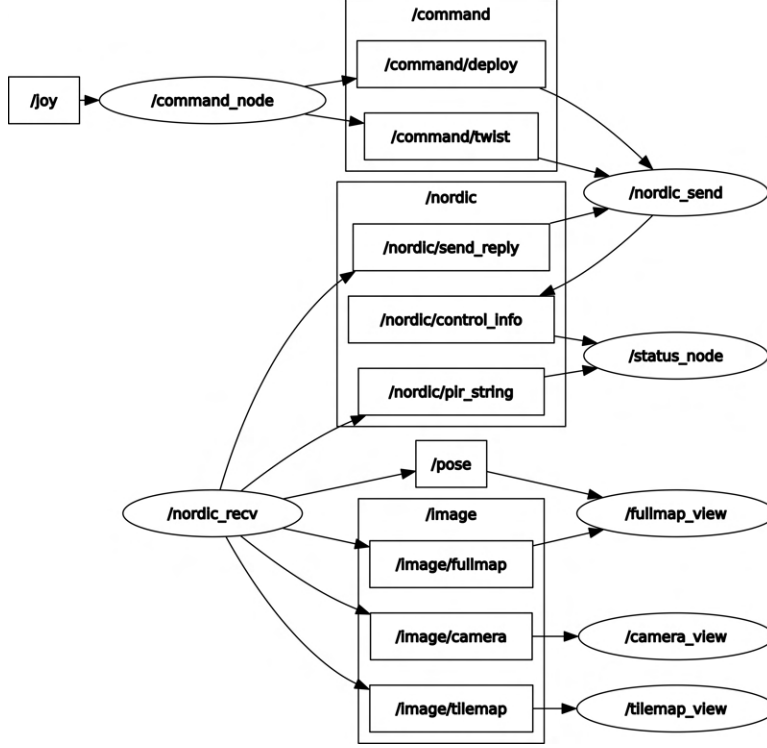 /command
/command/deploy
/joy
/command_node
/command/twist
/nordic_send
/nordic
/nordic/send_reply
/nordic/control_info
/status_node
/nordic/pir_string
/pose
/nordic_recv
/image
/fullmap_view
/image/fullmap
/image/camera
/camera_view
/image/tilemap
/tilemap_view